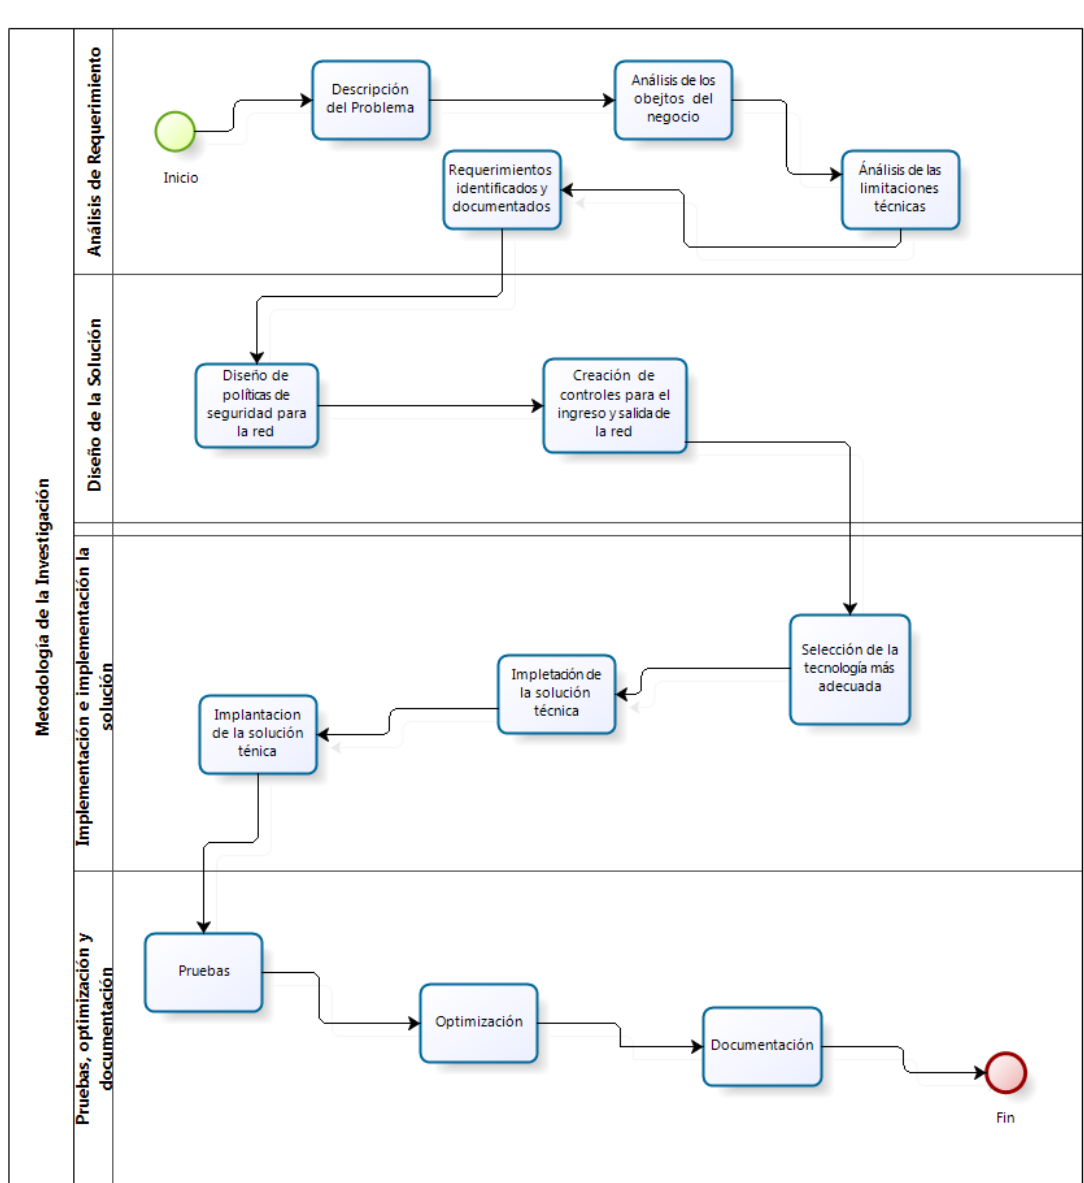 Metodología de la Investigación
Análisis de Requerimiento
Inicio
Descripción
del Problema
Análisis de los
obejtos del
negocio
Ánálisis de las
limitaciones
técnicas
Requerimientos
identificados y
documentados
Diseño de la Solución
Diseño de
políticas de
seguridad para
la red
Creación de
controles para el
ingreso y salida de
la red
Implementación e implementación la
solución
Selección de la
tecnología más
adecuada
Impletación de
la solución
técnica
Implantacion
de la solución
ténica
Pruebas, optimización y
documentación
Pruebas
Optimización
Documentación
Fin